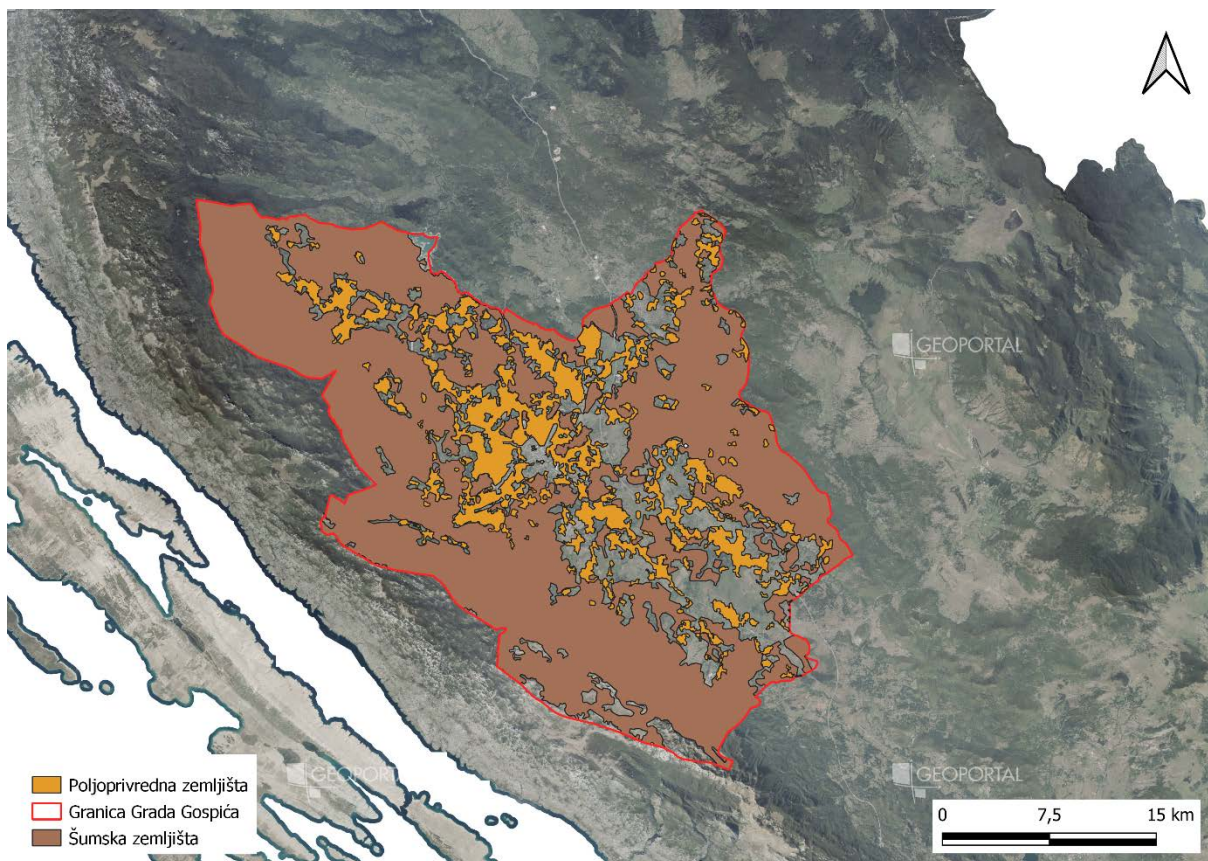 GEOPORTAL
GEOPORTAL
GEOPORTAL
Poljoprivredna zemljišta
Granica Grada Gospića
Šumska zemljišta
0 7,5 15 km